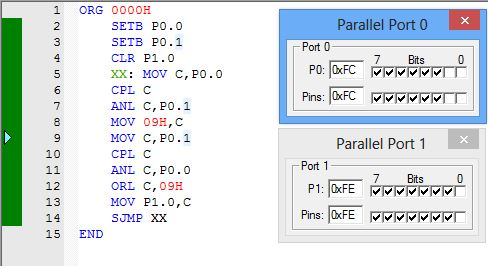 1 ORG 0000H
2 SETB P0.0
3 SETB P0.1
4 CLR P1.0
5 XX: MOV C,P0.0
6 CPL C
7 ANL C,P0.1
8 MOV 09H,C
9 MOV C,P0.1
10 CPL C
11 ANL C,P0.0
12 ORL C,09H
13 MOV P1.0,C
14 SJMP XX
15 END
Parallel Port 0
Port 0
7 Bits 0
P0: 0xFC
Pins: 0xFC
Parallel Port 1
Port 1
7 Bits 0
P1: 0xFE
Pins: 0xFE